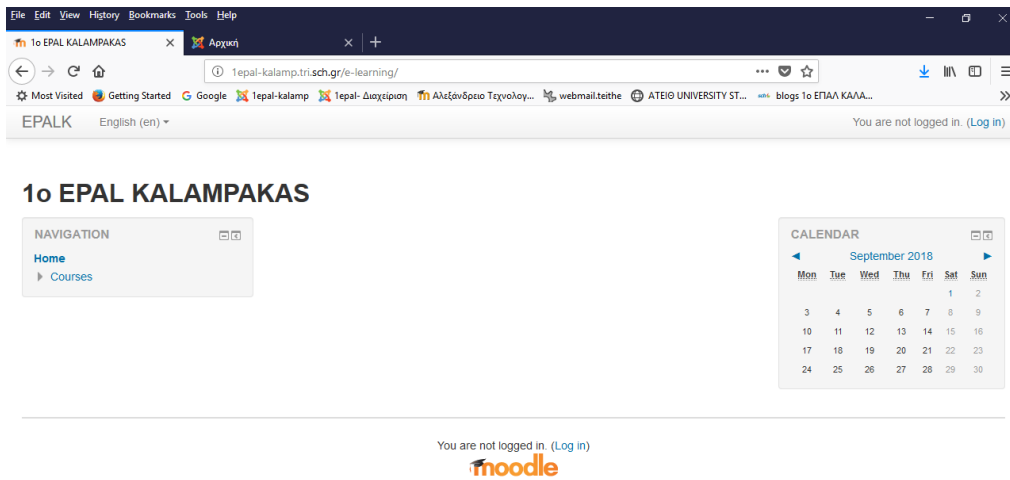 File Edit View History Bookmarks Tools Help
1o EPAL KALAMPAKAS
Αρχική
1epal-kalamp.tri.sch.gr/e-learning/
Most Visited Getting Started Google 1epal-kalamp 1epal- Διαχείριση Αλεξάνδρειο Τεχνολογ... webmail.teithe ΑΤΕΙΘ UNIVERSITY ST... blogs 1ο ΕΠΑΛ ΚΑΛΑ...
EPALK English (en) You are not logged in. (Log in)
1o EPAL KALAMPAKAS
NAVIGATION
Home
Courses
CALENDAR
September 2018
Mon Tue Wed Thu Fri Sat Sun
1 2
3 4 5 6 7 8 9
10 11 12 13 14 15 16
17 18 19 20 21 22 23
24 25 26 27 28 29 30
You are not logged in. (Log in)
moodle